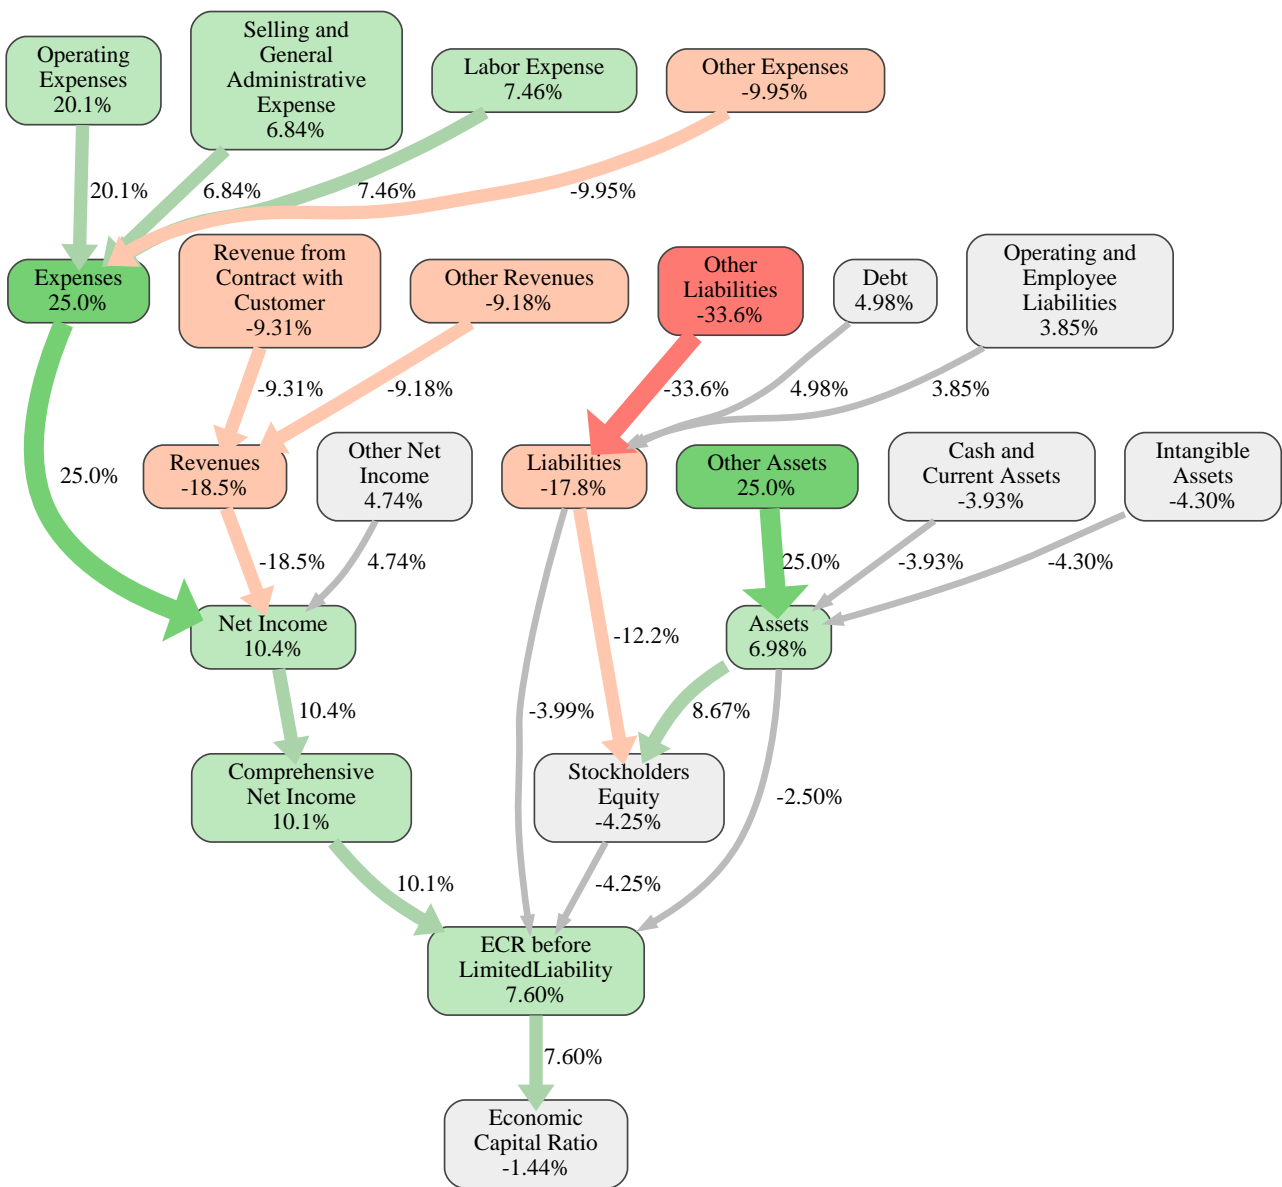 Operating
Expenses
20.1%
Selling and
General
Administrative
Expense
6.84%
Labor Expense
7.46%
Other Expenses
-9.95%
20.1%
6.84%
7.46%
-9.95%
Expenses
25.0%
Revenue from
Contract with
Customer
-9.31%
Other Revenues
-9.18%
Other
Liabilities
-33.6%
Debt
4.98%
Operating and
Employee
Liabilities
3.85%
-9.31%
-9.18%
-33.6%
4.98%
3.85%
25.0%
Revenues
-18.5%
Other Net
Income
4.74%
Liabilities
-17.8%
Other Assets
25.0%
Cash and
Current Assets
-3.93%
Intangible
Assets
-4.30%
-18.5%
4.74%
25.0%
-3.93%
-4.30%
Net Income
10.4%
-12.2%
Assets
6.98%
10.4%
-3.99%
8.67%
Comprehensive
Net Income
10.1%
Stockholders
Equity
-4.25%
-2.50%
10.1%
-4.25%
ECR before
LimitedLiability
7.60%
7.60%
Economic
Capital Ratio
-1.44%